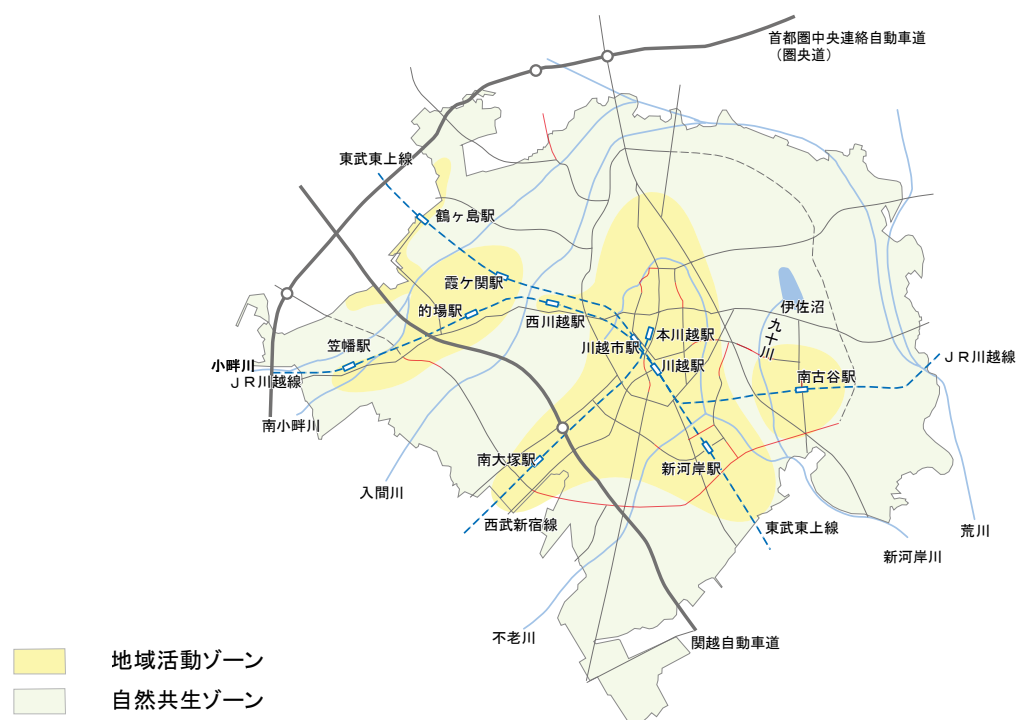 首都圏中央連絡自動車道
（圏央道）
東武東上線
鶴ヶ島駅
霞ケ関駅
的場駅
西川越駅
伊佐沼
九十川
本川越駅
川越市駅
笠幡駅
川越駅
小畔川
ＪＲ川越線
ＪＲ川越線
南古谷駅
南小畔川
南大塚駅
新河岸駅
入間川
西武新宿線
東武東上線
荒川
新河岸川
不老川
関越自動車道
地域活動ゾーン
自然共生ゾーン